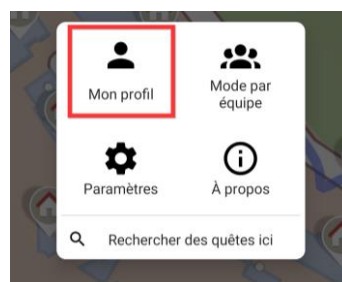 Mon profil
Mode par
équipe
Paramètres
À propos
Rechercher des quêtes ici